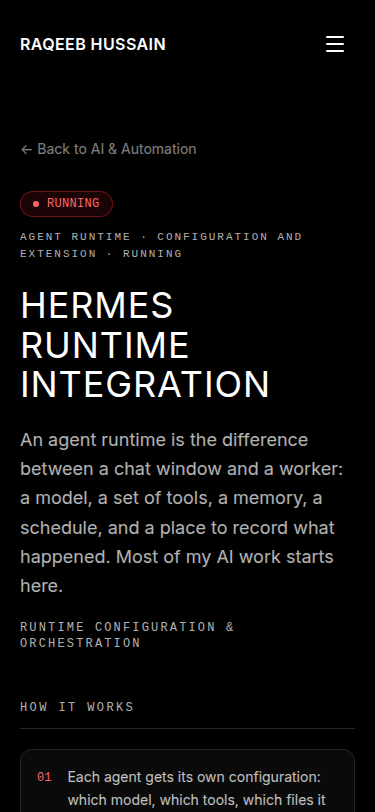 RAQEEB HUSSAIN
← Back to AI & Automation
RUNNING
AGENT RUNTIME · CONFIGURATION AND
EXTENSION · RUNNING
HERMES
RUNTIME
INTEGRATION
An agent runtime is the difference
between a chat window and a worker:
a model, a set of tools, a memory, a
schedule, and a place to record what
happened. Most of my AI work starts
here.
RUNTIME CONFIGURATION &
ORCHESTRATION
HOW IT WORKS
01 Each agent gets its own configuration:
which model, which tools, which files it